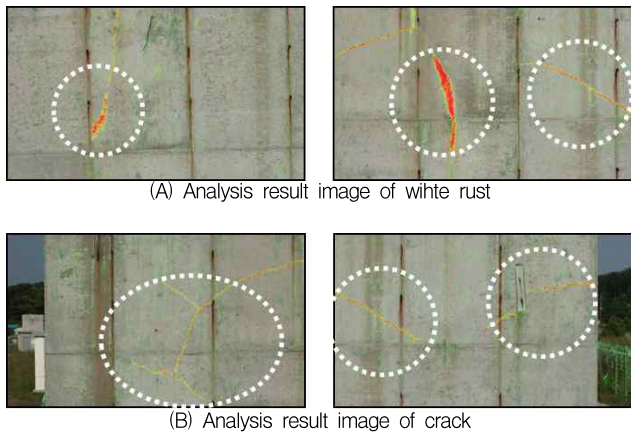 (A) Analysis result image of wihte rust
(B) Analysis result image of crack